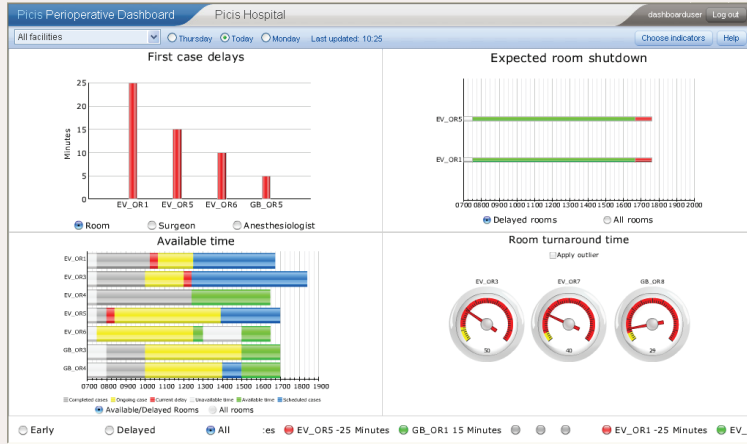 Picis Perioperative Dashboard
Picis Hospital
dashboarduser
Log out
All facilities
Thursday
Today
Monday
Last updated: 10:25
Choose indicators
Help
First case delays
25
20
15
10
5
0
Minutes
EV_OR1 EV_OR5 EV_OR6 GB_OR5
Room Surgeon Anesthesiologist
Expected room shutdown
EV_OR5
EV_OR1
0700 0800 0900 1000 1100 1200 1300 1400 1500 1600 1700 1800 1900 2000
Delayed rooms All rooms
Available time
EV_OR1
EV_OR3
EV_OR4
EV_OR5
EV_OR6
GB_OR3
GB_OR4
0700 0800 0900 1000 1100 1200 1300 1400 1500 1600 1700 1800 1900
Completed cases Ongoing case Current delay Unavailable time Available time Scheduled cases
Available/Delayed Rooms All rooms
Room turnaround time
Apply outlier
EV_OR3 EV_OR7 GB_OR8
50 40 29
Early Delayed All :es EV_OR5 -25 Minutes GB_OR1 15 Minutes EV_OR1 -25 Minutes EV_